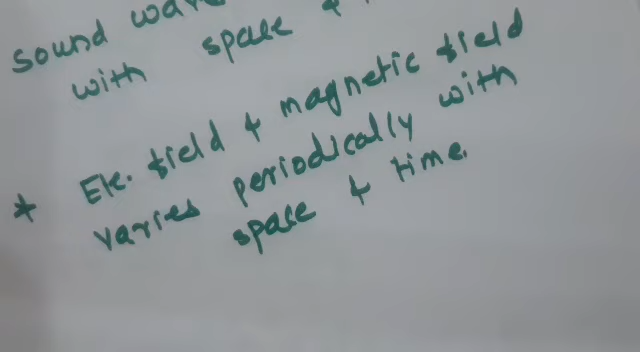 sound
with space &
* Ele. field & magnetic field
varies periodically with
space & time.